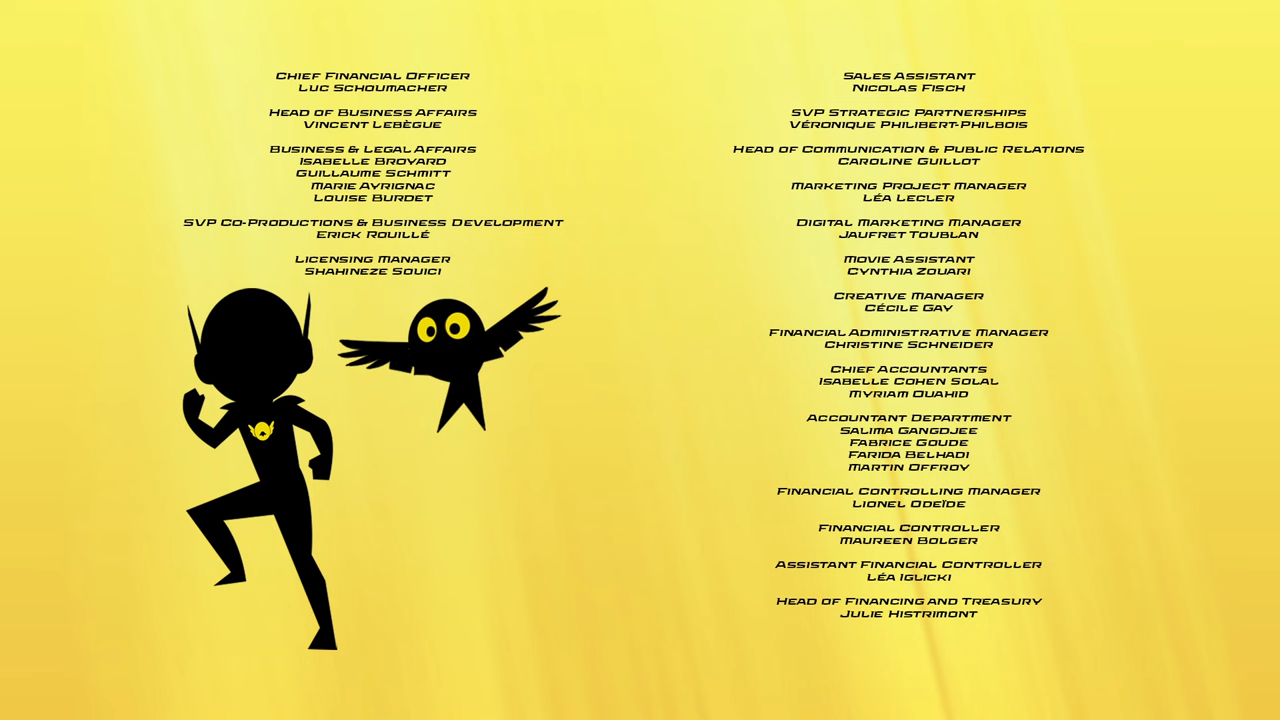 Chief Financial Officer
Luc Schoumacher
Head of Business Affairs
Vincent Lebègue
Business & Legal Affairs
Isabelle Broyard
Guillaume Schmitt
Marie Ayrignac
Louise Burdet
SVP Co-Productions & Business Development
Erick Rouillé
Licensing Manager
Shahineze Souici
Sales Assistant
Nicolas Fisch
SVP Strategic Partnerships
Véronique Philibert-Philbois
Head of Communication & Public Relations
Caroline Guillot
Marketing Project Manager
Léa Lecler
Digital Marketing Manager
Jaufret Toublan
Movie Assistant
Cynthia Zouari
Creative Manager
Cécile Gay
Financial Administrative Manager
Christine Schneider
Chief Accountants
Isabelle Cohen Solal
Myriam Ouahid
Accountant Department
Salima Gangdjee
Fabrice Goude
Farida Belhadi
Martin Offroy
Financial Controlling Manager
Lionel Odeïde
Financial Controller
Maureen Bolger
Assistant Financial Controller
Léa Iglicki
Head of Financing and Treasury
Julie Histrimont